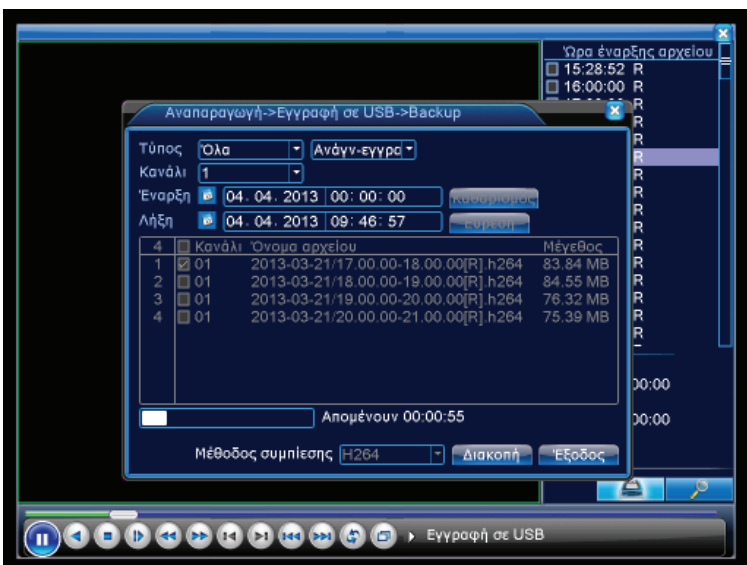 Ώρα έναρξης αρχείου
15:28:52 R
16:00:00 R
R
R
R
R
R
R
R
R
R
R
R
R
R
R
00:00
00:00
Αναπαραγωγή->Εγγραφή σε USB->Backup
Τύπος Όλα Ανάγν-εγγρα
Κανάλι 1
Έναρξη 04. 04. 2013 00: 00: 00 Καθαρισμός
Λήξη 04. 04. 2013 09: 46: 57 Εύρεση
4 Κανάλι Όνομα αρχείου Μέγεθος
1 01 2013-03-21/17.00.00-18.00.00[R].h264 83.84 MB
2 01 2013-03-21/18.00.00-19.00.00[R].h264 84.55 MB
3 01 2013-03-21/19.00.00-20.00.00[R].h264 76.32 MB
4 01 2013-03-21/20.00.00-21.00.00[R].h264 75.39 MB
Απομένουν 00:00:55
Μέθοδος συμπίεσης H264 Διακοπή Έξοδος
Εγγραφή σε USB